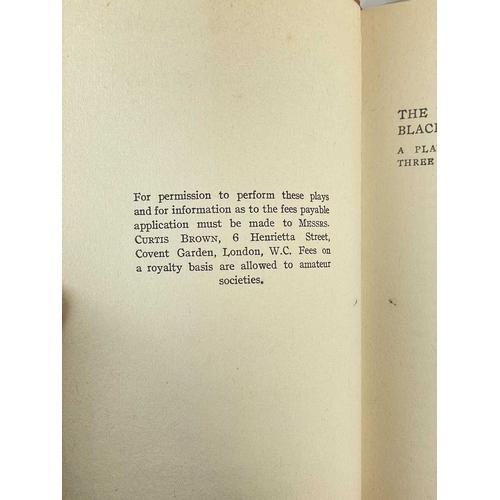 For permission to perform these plays
and for information as to the fees payable
application must be made to MESSRS.
CURTIS BROWN, 6 Henrietta Street,
Covent Garden, London, W.C. Fees on
a royalty basis are allowed to amateur
societies.
THE
BLAC
A PLA
THREE